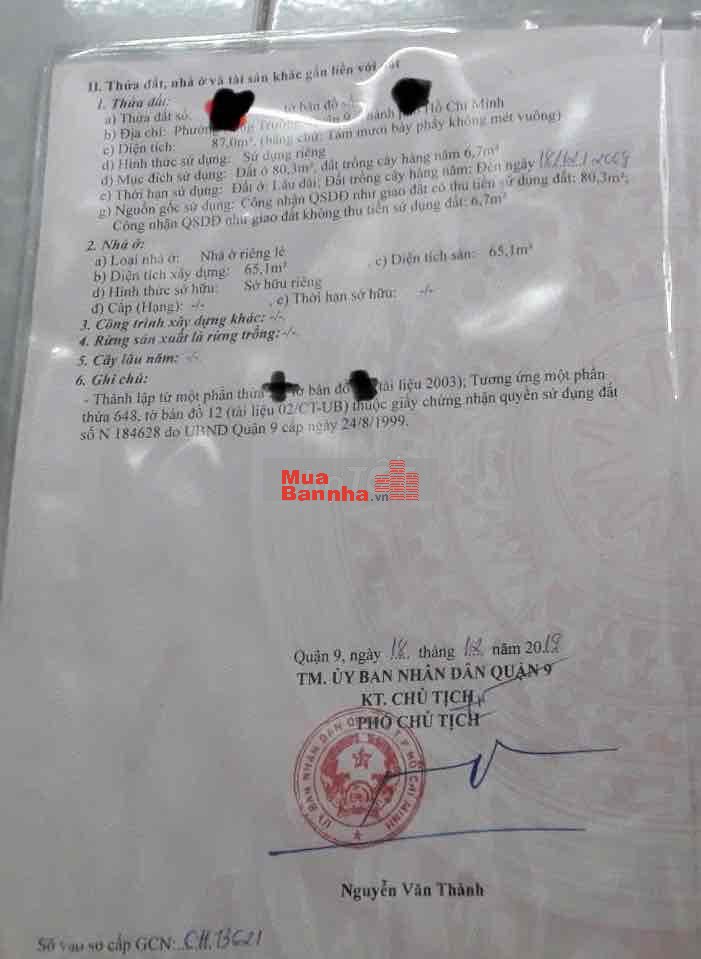 II. Thửa đất, nhà ở và tài sản khác gắn liền với đất
1. Thửa đất:
a) Thửa đất số: tờ bản đồ số
b) Địa chỉ: Phường Hồ Chí Minh
c) Diện tích: 87,0m², (bằng chữ: Tám mươi bảy phẩy không mét vuông)
d) Hình thức sử dụng: Sử dụng riêng
đ) Mục đích sử dụng: Đất ở 80,3m², đất trồng cây hàng năm 6,7m²
e) Thời hạn sử dụng: Đất ở: Lâu dài; Đất trồng cây hàng năm: Đến ngày
g) Nguồn gốc sử dụng: Công nhận QSDĐ như giao đất có thu tiền sử dụng đất: 80,3m²;
Công nhận QSDĐ như giao đất không thu tiền sử dụng đất: 6,7m²
2. Nhà ở:
a) Loại nhà ở: Nhà ở riêng lẻ
b) Diện tích xây dựng: 65,1m² , c) Diện tích sàn: 65,1m²
d) Hình thức sở hữu: Sở hữu riêng
đ) Cấp (Hạng): -/- , e) Thời hạn sở hữu: -/-
3. Công trình xây dựng khác: -/-
4. Rừng sản xuất là rừng trồng: -/-
5. Cây lâu năm: -/-
6. Ghi chú:
- Thành lập từ một phần thửa tờ bản đồ (tài liệu 2003); Tương ứng một phần
thửa 648, tờ bản đồ 12 (tài liệu 02/CT-UB) thuộc giấy chứng nhận quyền sử dụng đất
số N 184628 do UBND Quận 9 cấp ngày 24/8/1999.
Mua
Bannha.vn
Quận 9, ngày 18 tháng 12 năm 2019
TM. ỦY BAN NHÂN DÂN QUẬN 9
KT. CHỦ TỊCH
PHÓ CHỦ TỊCH
Nguyễn Văn Thành
Số vào sổ cấp GCN: CH.13621